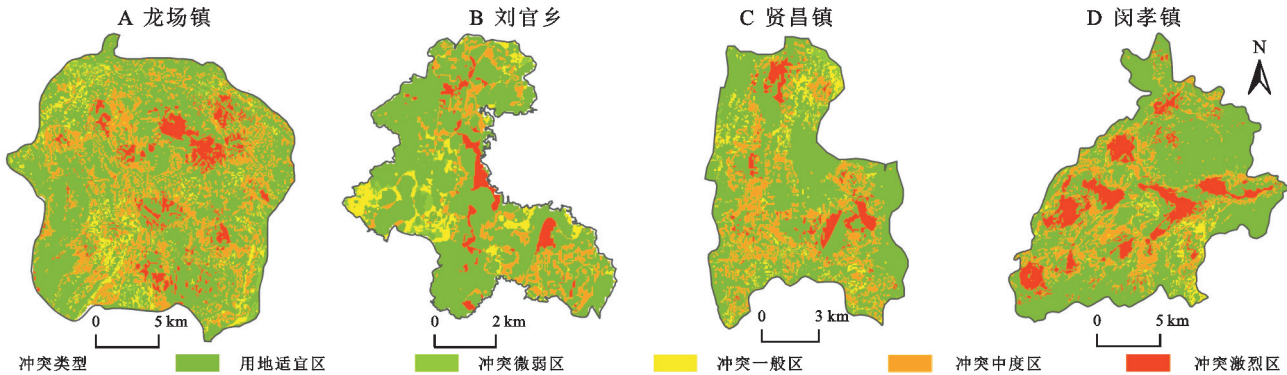 A 龙场镇
B 刘官乡
C 贤昌镇
D 闵孝镇
N
0 5 km
0 2 km
0 3 km
0 5 km
冲突类型 用地适宜区 冲突微弱区 冲突一般区 冲突中度区 冲突激烈区